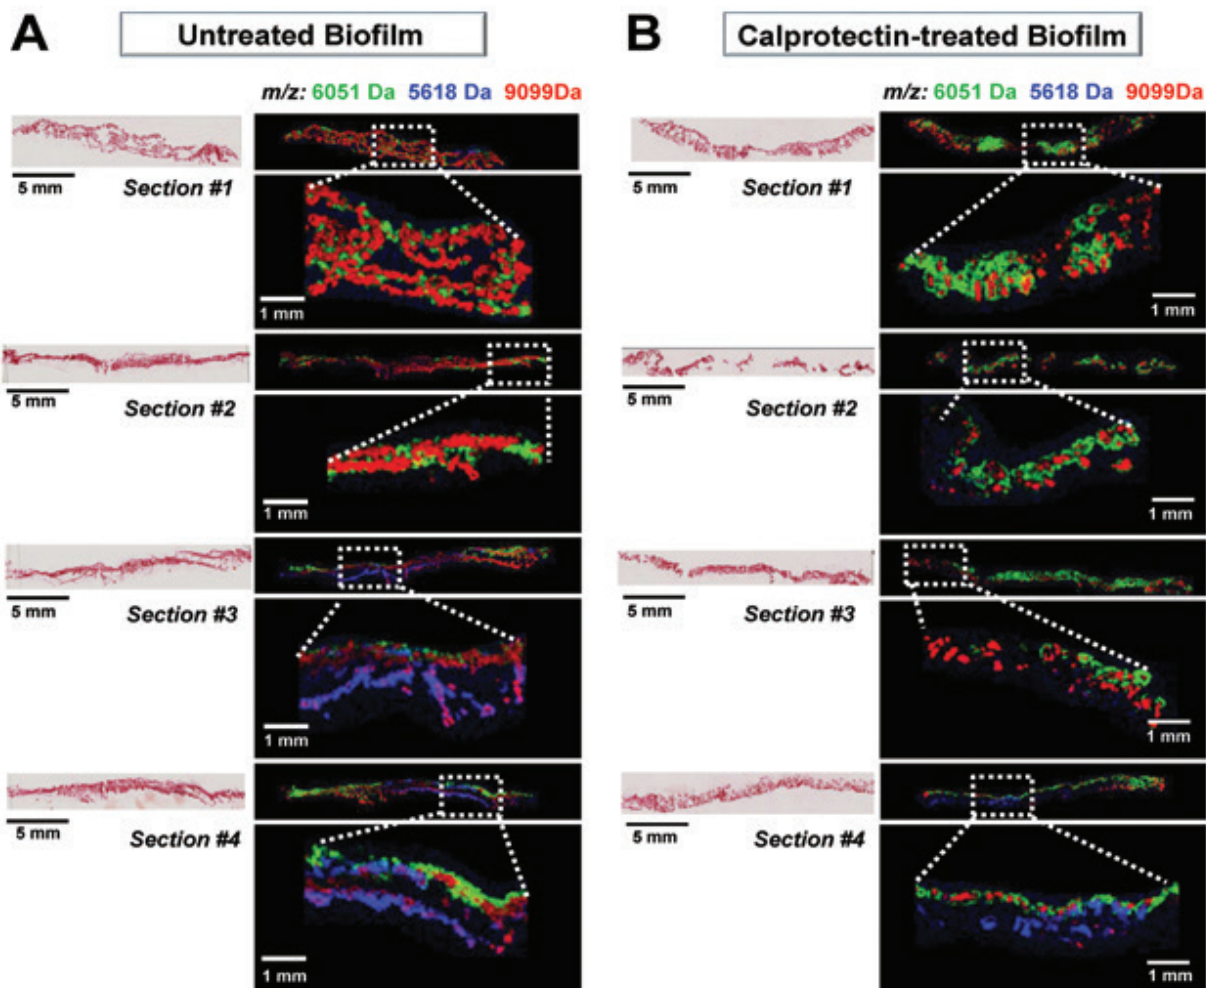 A Untreated Biofilm
m/z: 6051 Da 5618 Da 9099Da
5 mm Section #1
1 mm
5 mm Section #2
1 mm
5 mm Section #3
1 mm
5 mm Section #4
1 mm
B Calprotectin-treated Biofilm
m/z: 6051 Da 5618 Da 9099Da
5 mm Section #1
1 mm
5 mm Section #2
1 mm
5 mm Section #3
1 mm
5 mm Section #4
1 mm